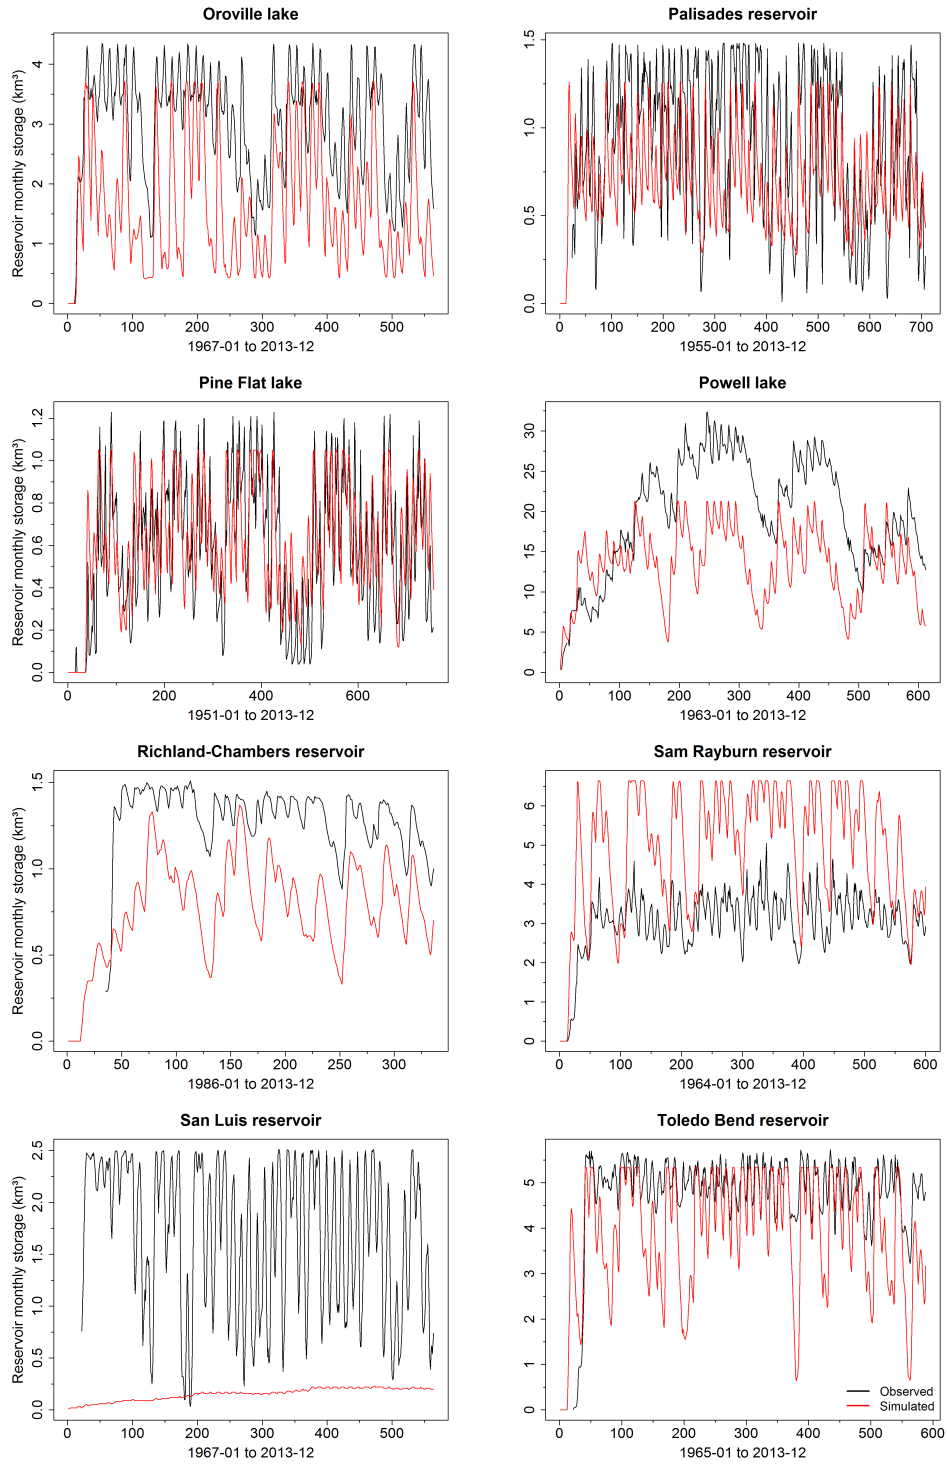 Oroville lake
Palisades reservoir
Reservoir monthly storage (km³)
0 1 2 3 4
0 100 200 300 400 500
1967-01 to 2013-12
0.0 0.5 1.0 1.5
0 100 200 300 400 500 600 700
1955-01 to 2013-12
Pine Flat lake
Powell lake
Reservoir monthly storage (km³)
0.0 0.2 0.4 0.6 0.8 1.0 1.2
0 200 400 600
1951-01 to 2013-12
0 5 10 15 20 25 30
0 100 200 300 400 500 600
1963-01 to 2013-12
Richland-Chambers reservoir
Sam Rayburn reservoir
Reservoir monthly storage (km³)
0.0 0.5 1.0 1.5
0 50 100 150 200 250 300
1986-01 to 2013-12
0 1 2 3 4 5 6
0 100 200 300 400 500 600
1964-01 to 2013-12
San Luis reservoir
Toledo Bend reservoir
Reservoir monthly storage (km³)
0.0 0.5 1.0 1.5 2.0 2.5
0 100 200 300 400 500
1967-01 to 2013-12
0 1 2 3 4 5
0 100 200 300 400 500 600
1965-01 to 2013-12
Observed
Simulated